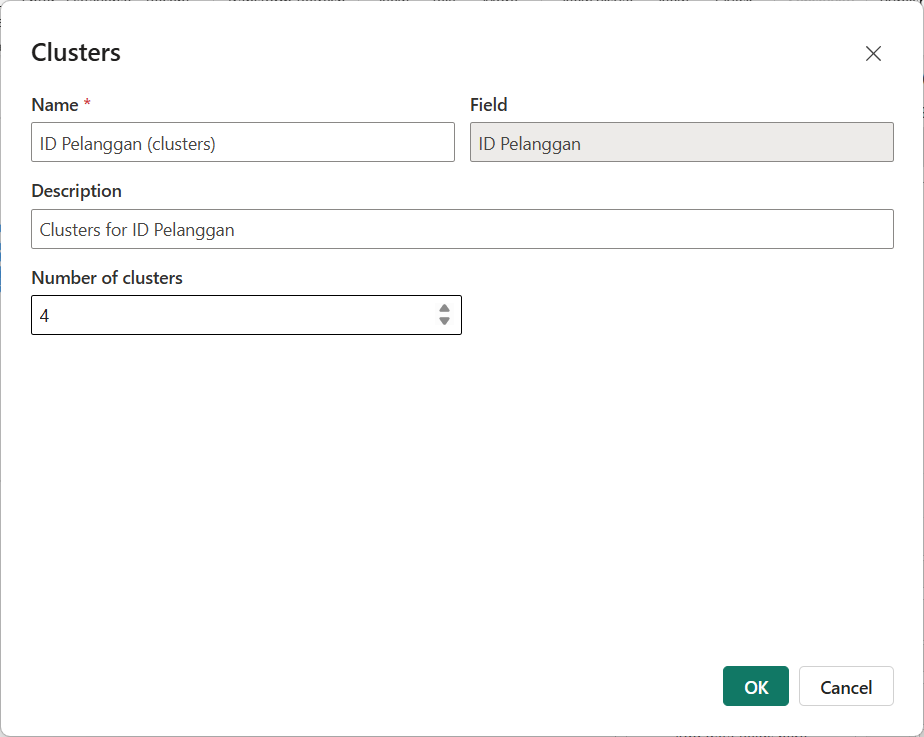 Clusters
Name *
Field
ID Pelanggan (clusters)
ID Pelanggan
Description
Clusters for ID Pelanggan
Number of clusters
4
OK
Cancel